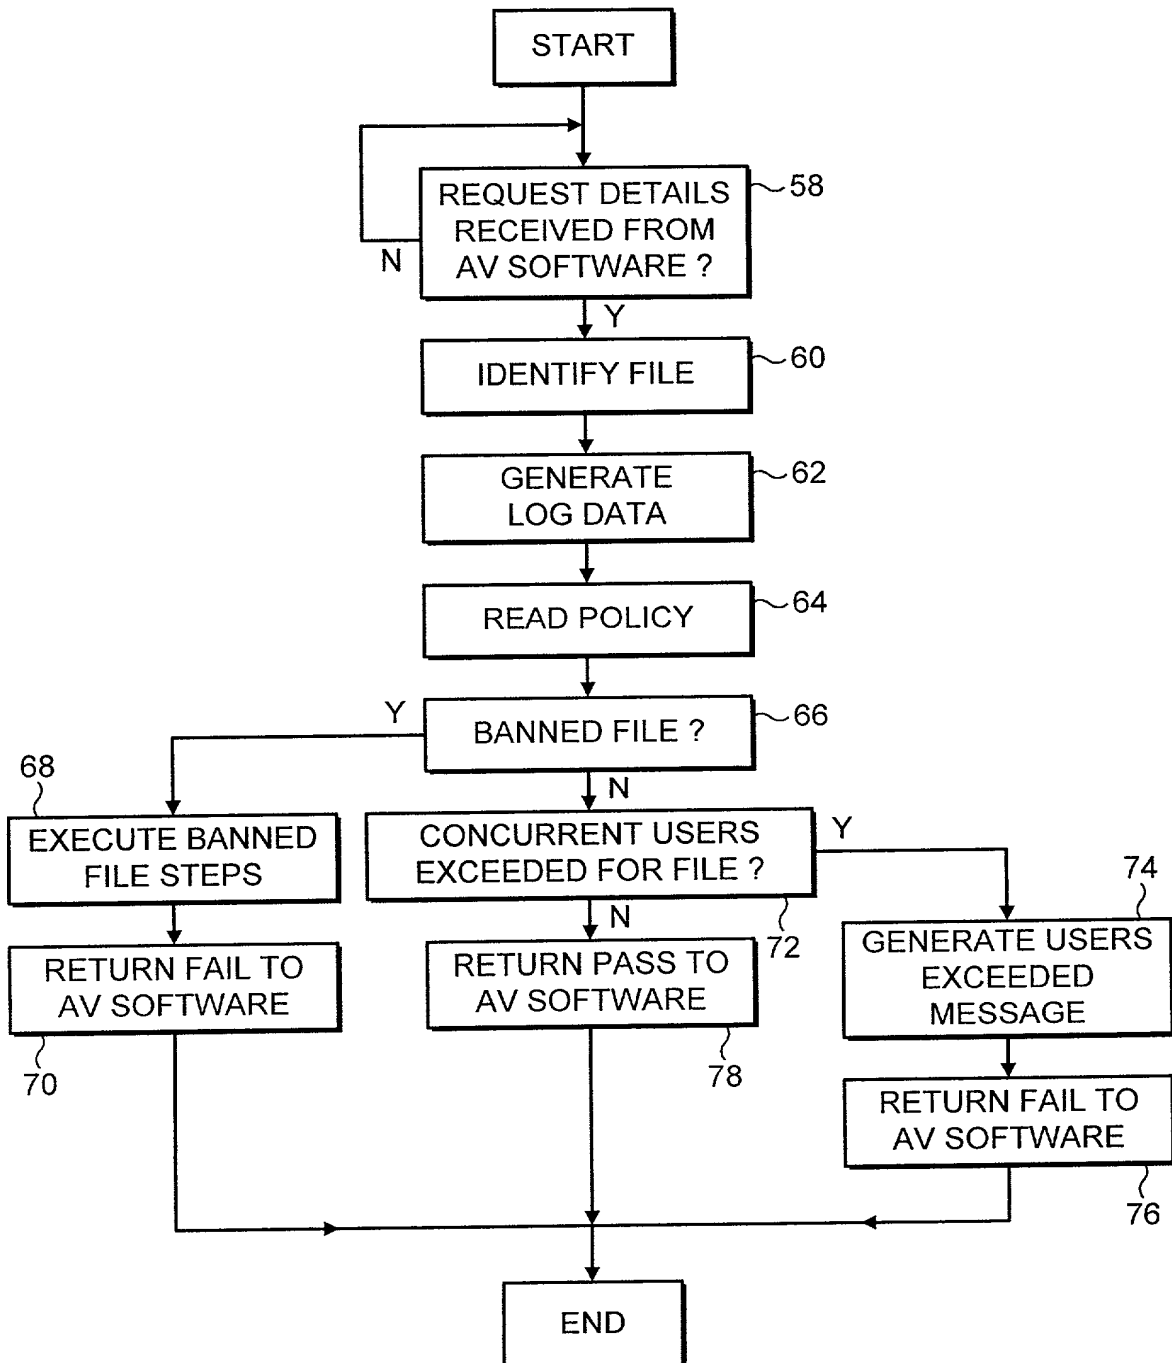 START
REQUEST DETAILS
RECEIVED FROM
AV SOFTWARE ?
58
N
Y
IDENTIFY FILE
60
GENERATE
LOG DATA
62
READ POLICY
64
Y
BANNED FILE ?
66
N
68
EXECUTE BANNED
FILE STEPS
CONCURRENT USERS
EXCEEDED FOR FILE ?
Y
72
N
74
RETURN FAIL TO
AV SOFTWARE
70
RETURN PASS TO
AV SOFTWARE
78
GENERATE USERS
EXCEEDED
MESSAGE
RETURN FAIL TO
AV SOFTWARE
76
END